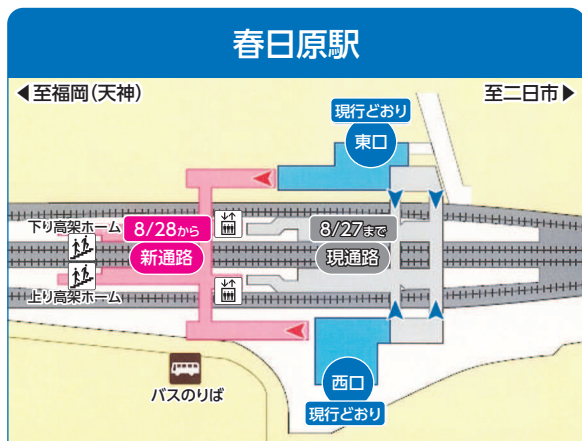 春日原駅
◀至福岡(天神)
至二日市▶
現行どおり
東口
下り高架ホーム
8/28から
新通路
8/27まで
現通路
上り高架ホーム
バスのりば
西口
現行どおり